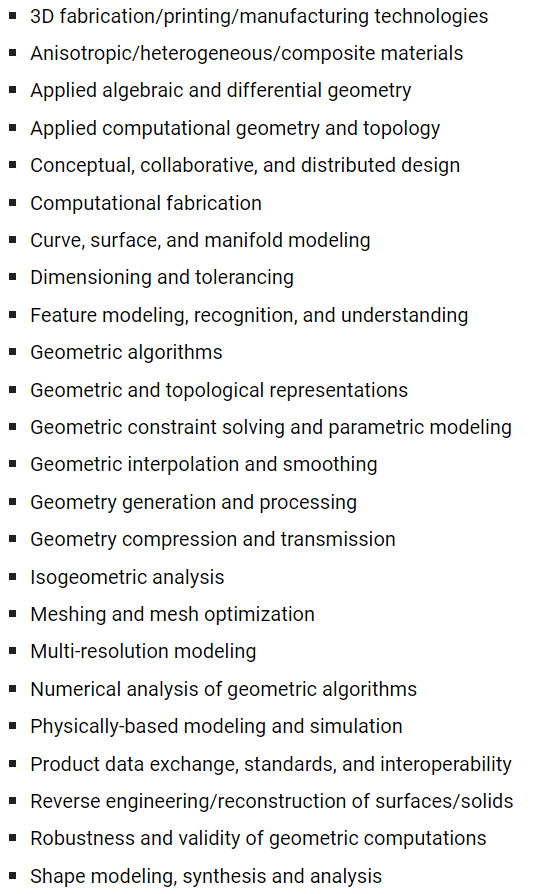 3D fabrication/printing/manufacturing technologies
Anisotropic/heterogeneous/composite materials
Applied algebraic and differential geometry
Applied computational geometry and topology
Conceptual, collaborative, and distributed design
Computational fabrication
Curve, surface, and manifold modeling
Dimensioning and tolerancing
Feature modeling, recognition, and understanding
Geometric algorithms
Geometric and topological representations
Geometric constraint solving and parametric modeling
Geometric interpolation and smoothing
Geometry generation and processing
Geometry compression and transmission
Isogeometric analysis
Meshing and mesh optimization
Multi-resolution modeling
Numerical analysis of geometric algorithms
Physically-based modeling and simulation
Product data exchange, standards, and interoperability
Reverse engineering/reconstruction of surfaces/solids
Robustness and validity of geometric computations
Shape modeling, synthesis and analysis